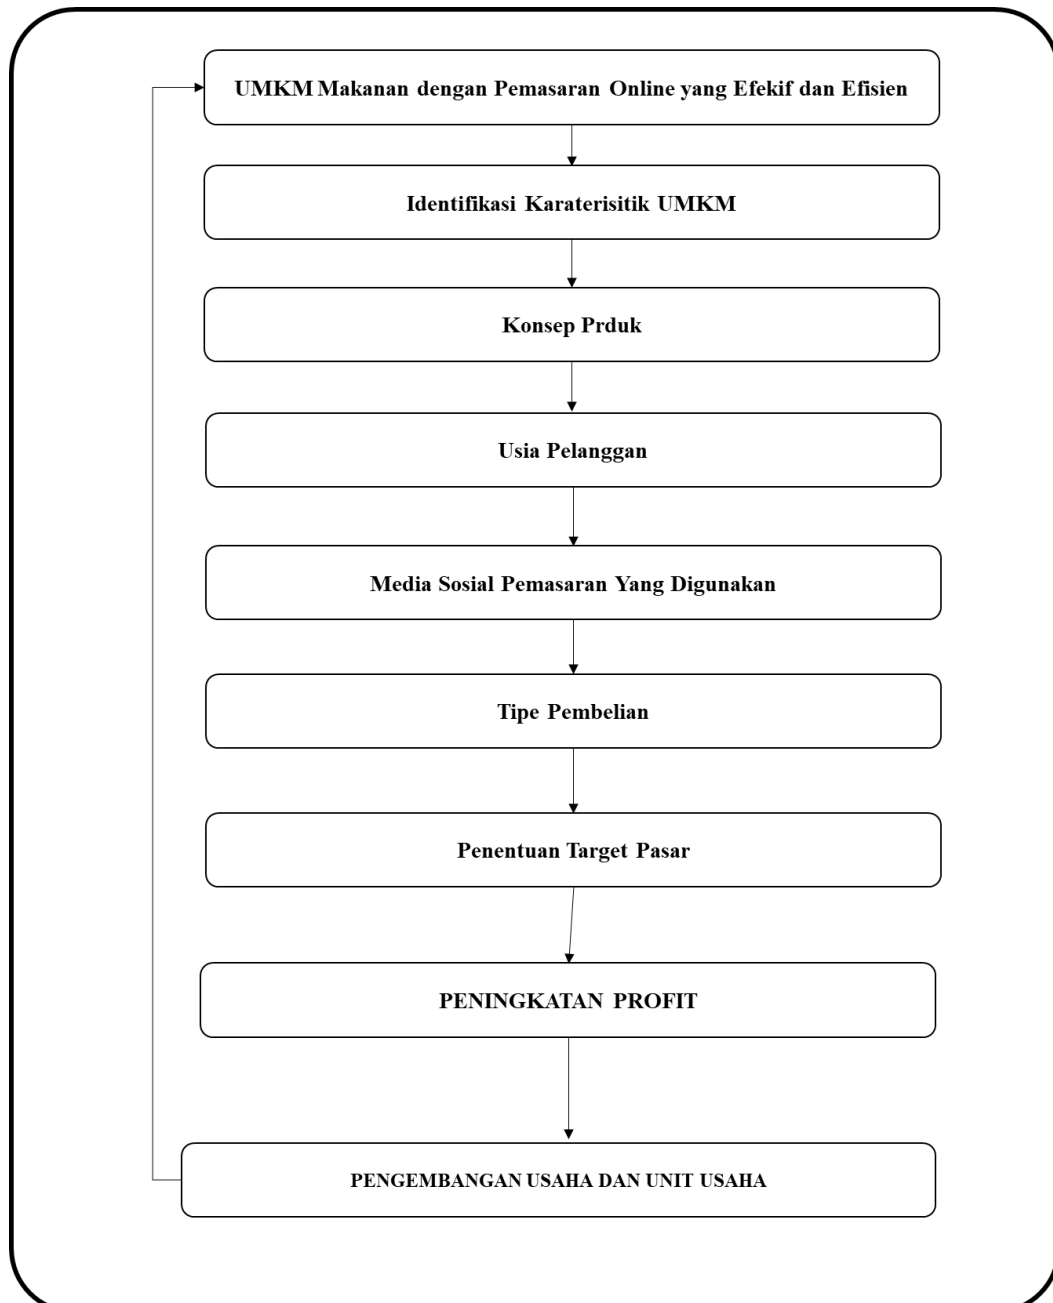 UMKM Makanan dengan Pemasaran Online yang Efekif dan Efisien
Identifikasi Karaterisitik UMKM
Konsep Prduk
Usia Pelanggan
Media Sosial Pemasaran Yang Digunakan
Tipe Pembelian
Penentuan Target Pasar
PENINGKATAN PROFIT
PENGEMBANGAN USAHA DAN UNIT USAHA